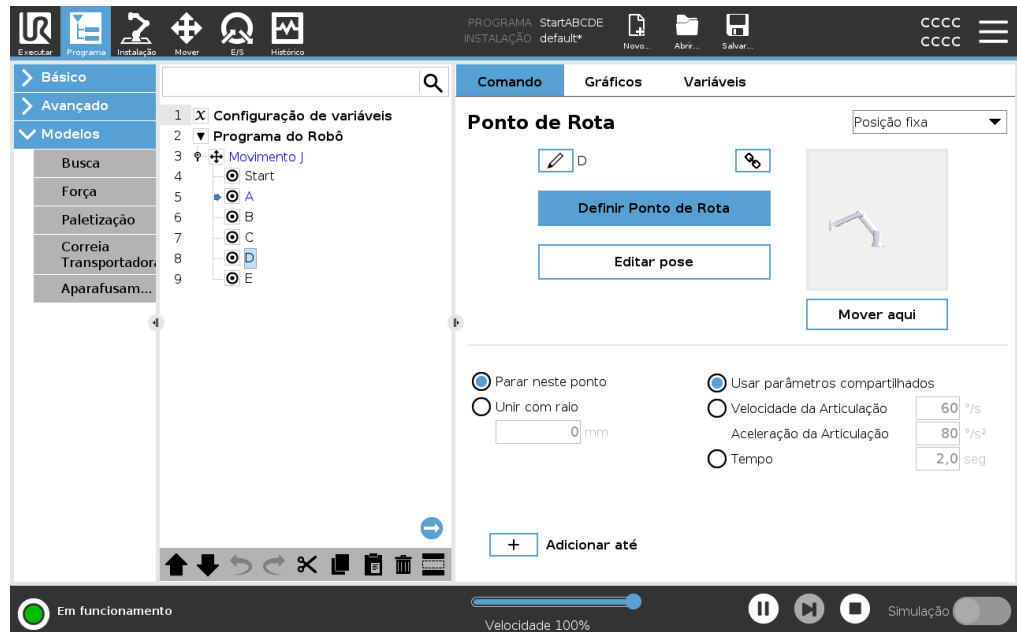 UR
PROGRAMA StartABCDE
INSTALAÇÃO default*
CCCC
CCCC
Executar Programa Instalação Mover E/S Histórico Novo... Abrir... Salvar...
Básico
Avançado
Modelos
Busca
Força
Paletização
Correia
Transportadora
Aparafusam...
1 X Configuração de variáveis
2 Programa do Robô
3 Movimento J
4 Start
5 A
6 B
7 C
8 D
9 E
Comando Gráficos Variáveis
Ponto de Rota
Posição fixa
D
Definir Ponto de Rota
Editar pose
Mover aqui
Parar neste ponto
Unir com raio
0 mm
Usar parâmetros compartilhados
Velocidade da Articulação 60 °/s
Aceleração da Articulação 80 °/s²
Tempo 2,0 seg
+ Adicionar até
Em funcionamento
Velocidade 100%
Simulação